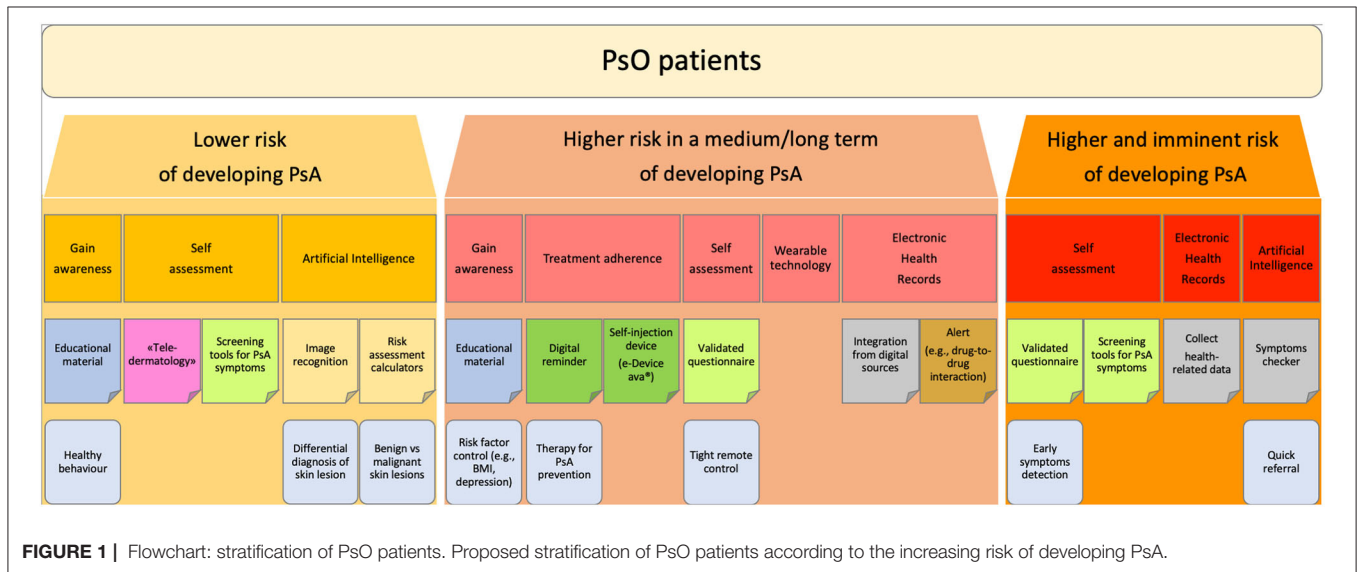 PsO patients
Lower risk
of developing PsA
Higher risk in a medium/long term
of developing PsA
Higher and imminent risk
of developing PsA
Gain
awareness
Self
assessment
Artificial Intelligence
Gain
awareness
Treatment adherence
Self
assessment
Wearable
technology
Electronic
Health
Records
Self
assessment
Electronic
Health
Records
Artificial
Intelligence
Educational
material
«Tele-
dermatology»
Screening
tools for PsA
symptoms
Image
recognition
Risk
assessment
calculators
Educational
material
Digital
reminder
Self-injection
device
(e-Device
ava®)
Validated
questionnaire
Integration
from digital
sources
Alert
(e.g., drug-to-
drug
interaction)
Validated
questionnaire
Screening
tools for PsA
symptoms
Collect
health-
related data
Symptoms
checker
Healthy
behaviour
Differential
diagnosis of
skin lesion
Benign vs
malignant skin
lesions
Risk factor
control (e.g.,
BMI,
depression)
Therapy for
PsA
prevention
Tight remote
control
Early
symptoms
detection
Quick
referral
FIGURE 1 | Flowchart: stratification of PsO patients. Proposed stratification of PsO patients according to the increasing risk of developing PsA.